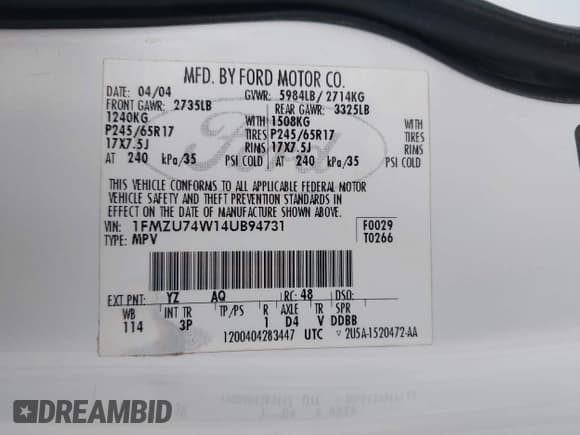 MFD. BY FORD MOTOR CO.
DATE: 04/04 GVWR: 5984LB/2714KG
FRONT GAWR: 2735LB REAR GAWR: 3325LB
1240KG WITH 1508KG WITH
P245/65R17 TIRES P245/65R17 TIRES
17X7.5J RIMS 17X7.5J RIMS
AT 240 kPa/35 PSI COLD AT 240 kPa/35 PSI COLD
Ford
THIS VEHICLE CONFORMS TO ALL APPLICABLE FEDERAL MOTOR
VEHICLE SAFETY AND THEFT PREVENTION STANDARDS IN
EFFECT ON THE DATE OF MANUFACTURE SHOWN ABOVE.
VIN: 1FMZU74W14UB94731 F0029
TYPE: MPV T0266
EXT PNT: YZ AQ RC: 48 DSO:
WB INT TR TP/PS R AXLE TR SPR
114 3P 1 D4 V DDBB
1200404283447 UTC ▽ 2U5A-1520472-AA
DREAMBID